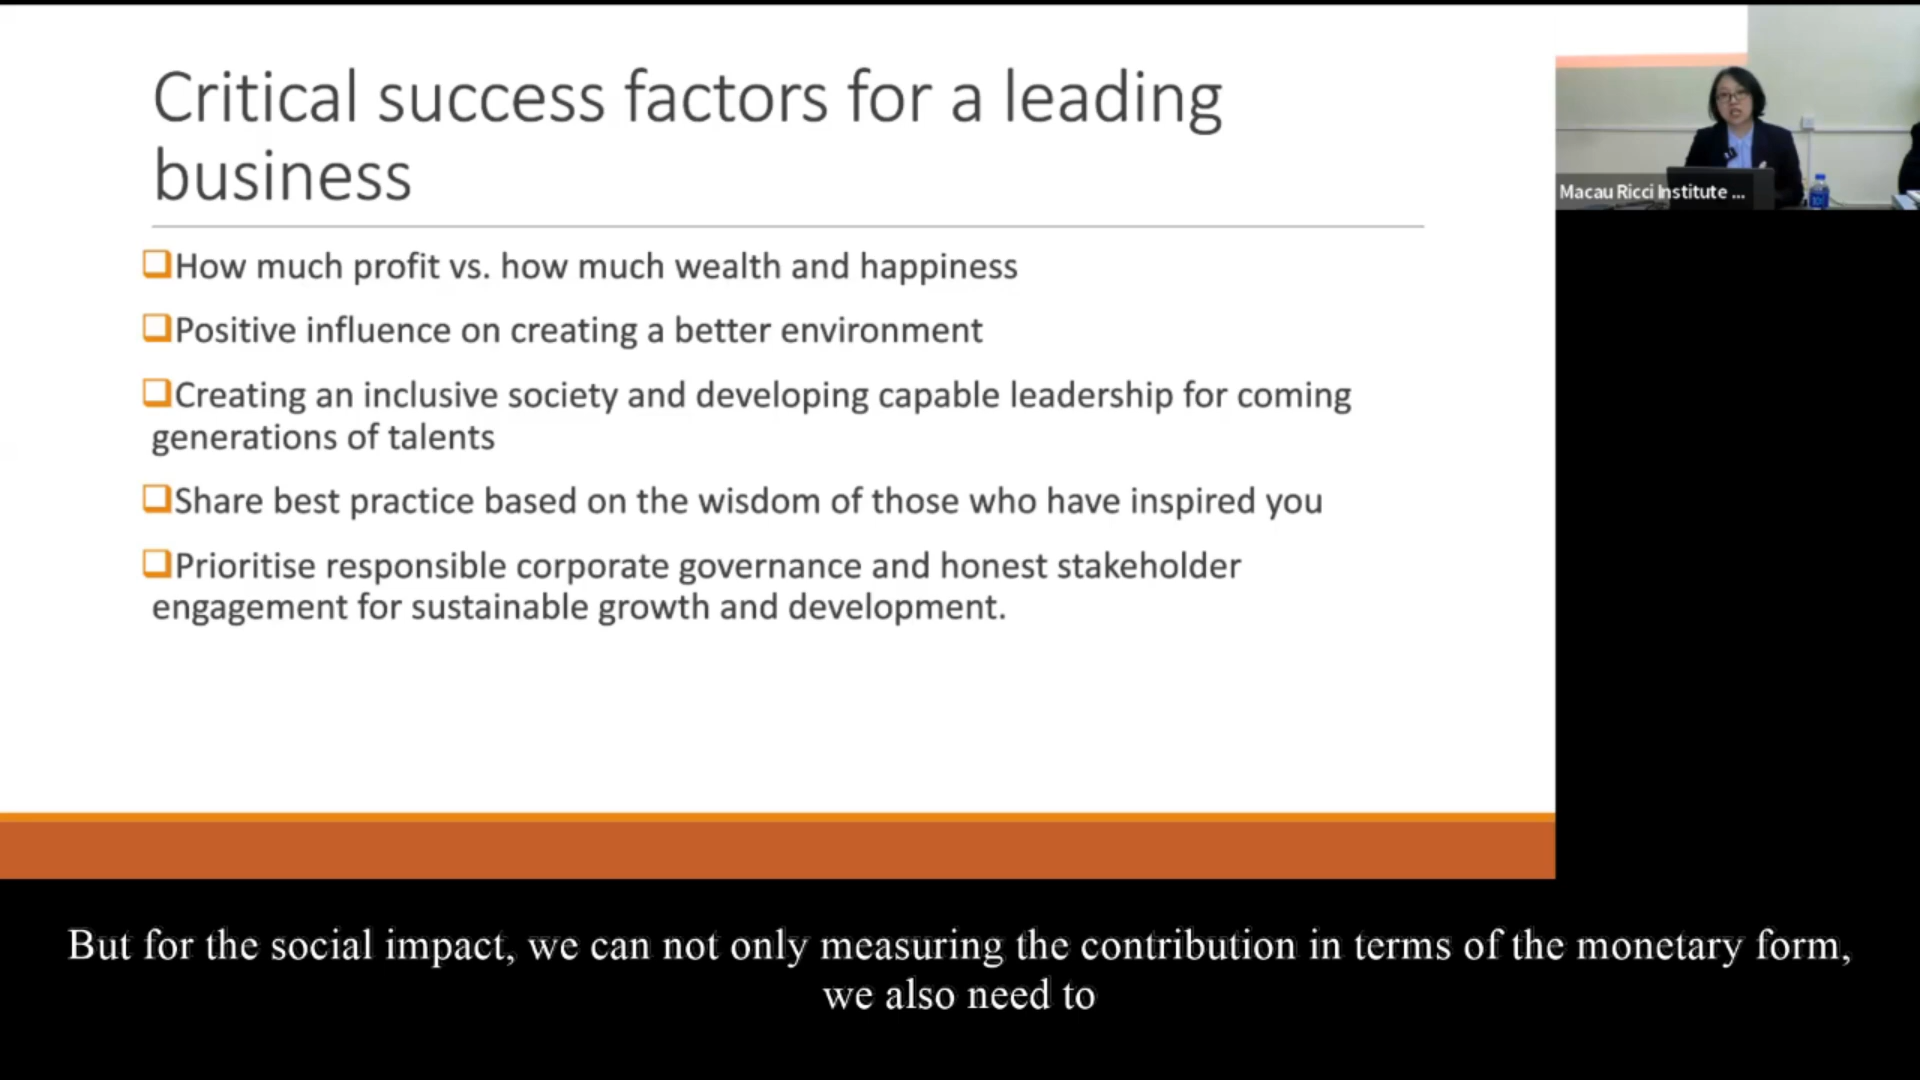 Critical success factors for a leading
business
How much profit vs. how much wealth and happiness
Positive influence on creating a better environment
Creating an inclusive society and developing capable leadership for coming
generations of talents
Share best practice based on the wisdom of those who have inspired you
Prioritise responsible corporate governance and honest stakeholder
engagement for sustainable growth and development.
Macau Ricci Institute ...
But for the social impact, we can not only measuring the contribution in terms of the monetary form,
we also need to